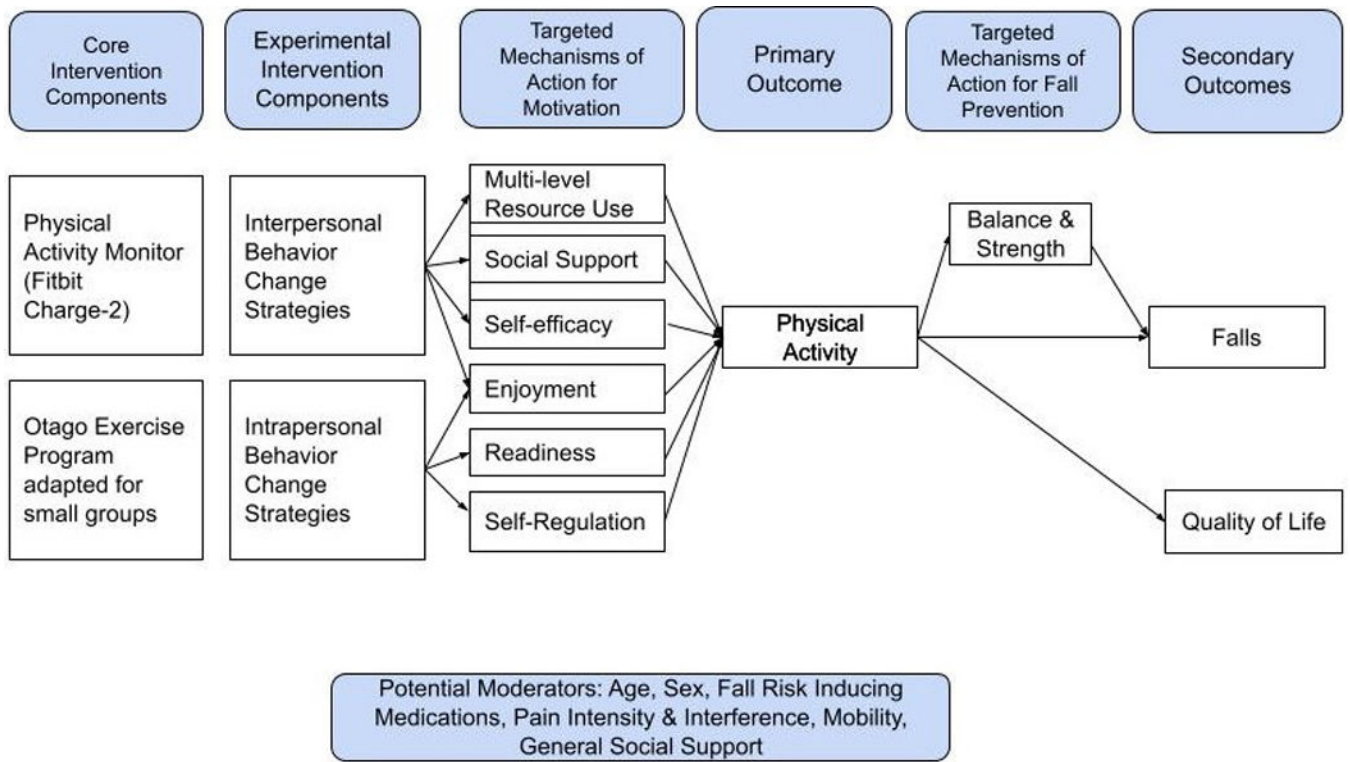 Core
Intervention
Components
Experimental
Intervention
Components
Targeted
Mechanisms of
Action for
Motivation
Primary
Outcome
Targeted
Mechanisms of
Action for Fall
Prevention
Secondary
Outcomes
Physical
Activity Monitor
(Fitbit
Charge-2)
Otago Exercise
Program
adapted for
small groups
Interpersonal
Behavior
Change
Strategies
Intrapersonal
Behavior
Change
Strategies
Multi-level
Resource Use
Social Support
Self-efficacy
Enjoyment
Readiness
Self-Regulation
Physical
Activity
Balance &
Strength
Falls
Quality of Life
Potential Moderators: Age, Sex, Fall Risk Inducing
Medications, Pain Intensity & Interference, Mobility,
General Social Support